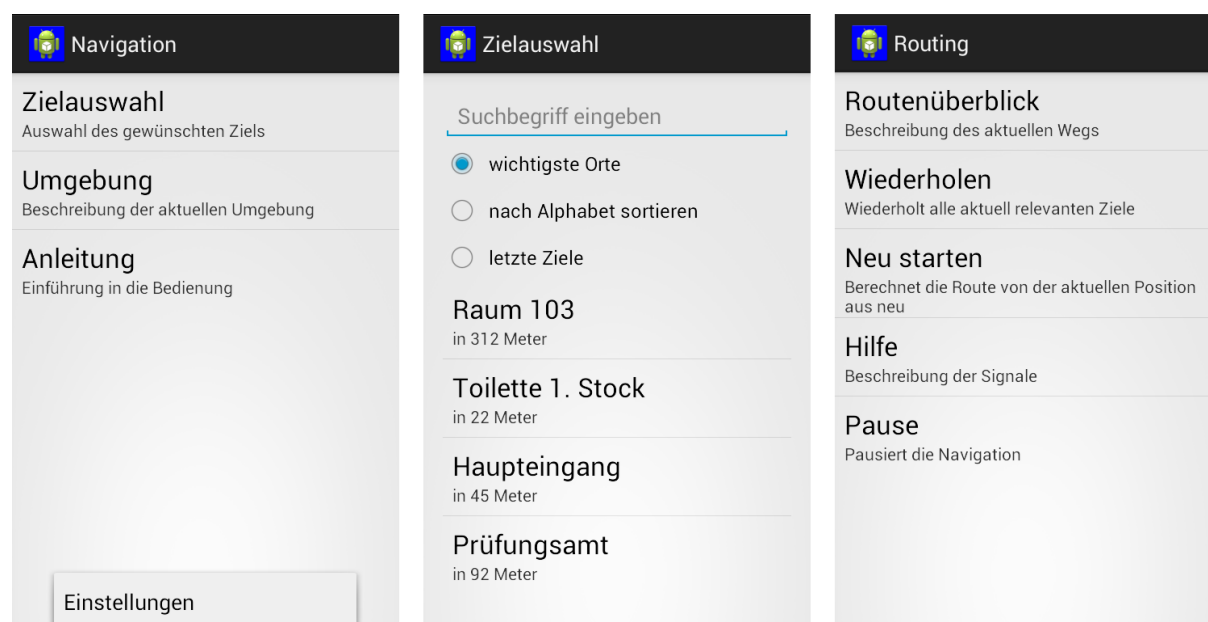 Navigation
Zielauswahl
Auswahl des gewünschten Ziels
Umgebung
Beschreibung der aktuellen Umgebung
Anleitung
Einführung in die Bedienung
Einstellungen
Zielauswahl
Suchbegriff eingeben
wichtigste Orte
nach Alphabet sortieren
letzte Ziele
Raum 103
in 312 Meter
Toilette 1. Stock
in 22 Meter
Haupteingang
in 45 Meter
Prüfungsamt
in 92 Meter
Routing
Routenüberblick
Beschreibung des aktuellen Wegs
Wiederholen
Wiederholt alle aktuell relevanten Ziele
Neu starten
Berechnet die Route von der aktuellen Position
aus neu
Hilfe
Beschreibung der Signale
Pause
Pausiert die Navigation